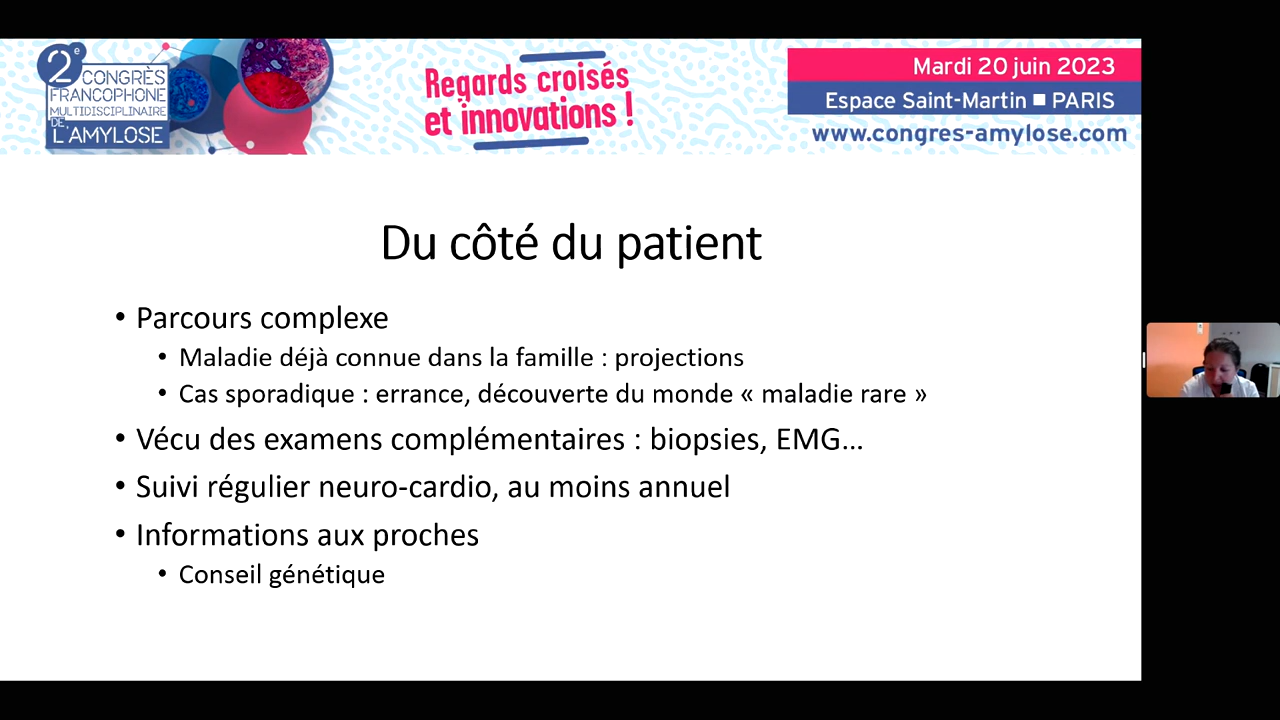 2e CONGRÈS
FRANCOPHONE
MULTIDISCIPLINAIRE
DE
L'AMYLOSE
Regards croisés
et innovations !
Mardi 20 juin 2023
Espace Saint-Martin ■ PARIS
www.congres-amylose.com
Du côté du patient
• Parcours complexe
• Maladie déjà connue dans la famille : projections
• Cas sporadique : errance, découverte du monde « maladie rare »
• Vécu des examens complémentaires : biopsies, EMG…
• Suivi régulier neuro-cardio, au moins annuel
• Informations aux proches
• Conseil génétique